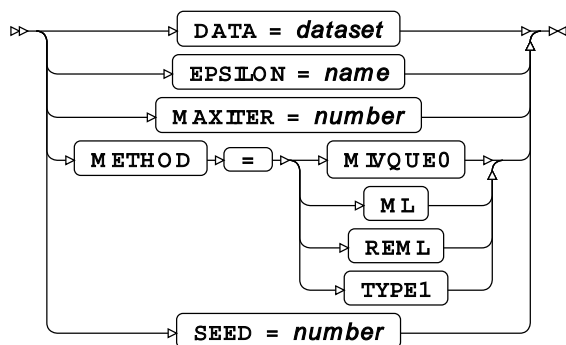 DATA = dataset
EPSILON = name
MAXITER = number
METHOD = MIVQUE0
ML
REML
TYPE1
SEED = number